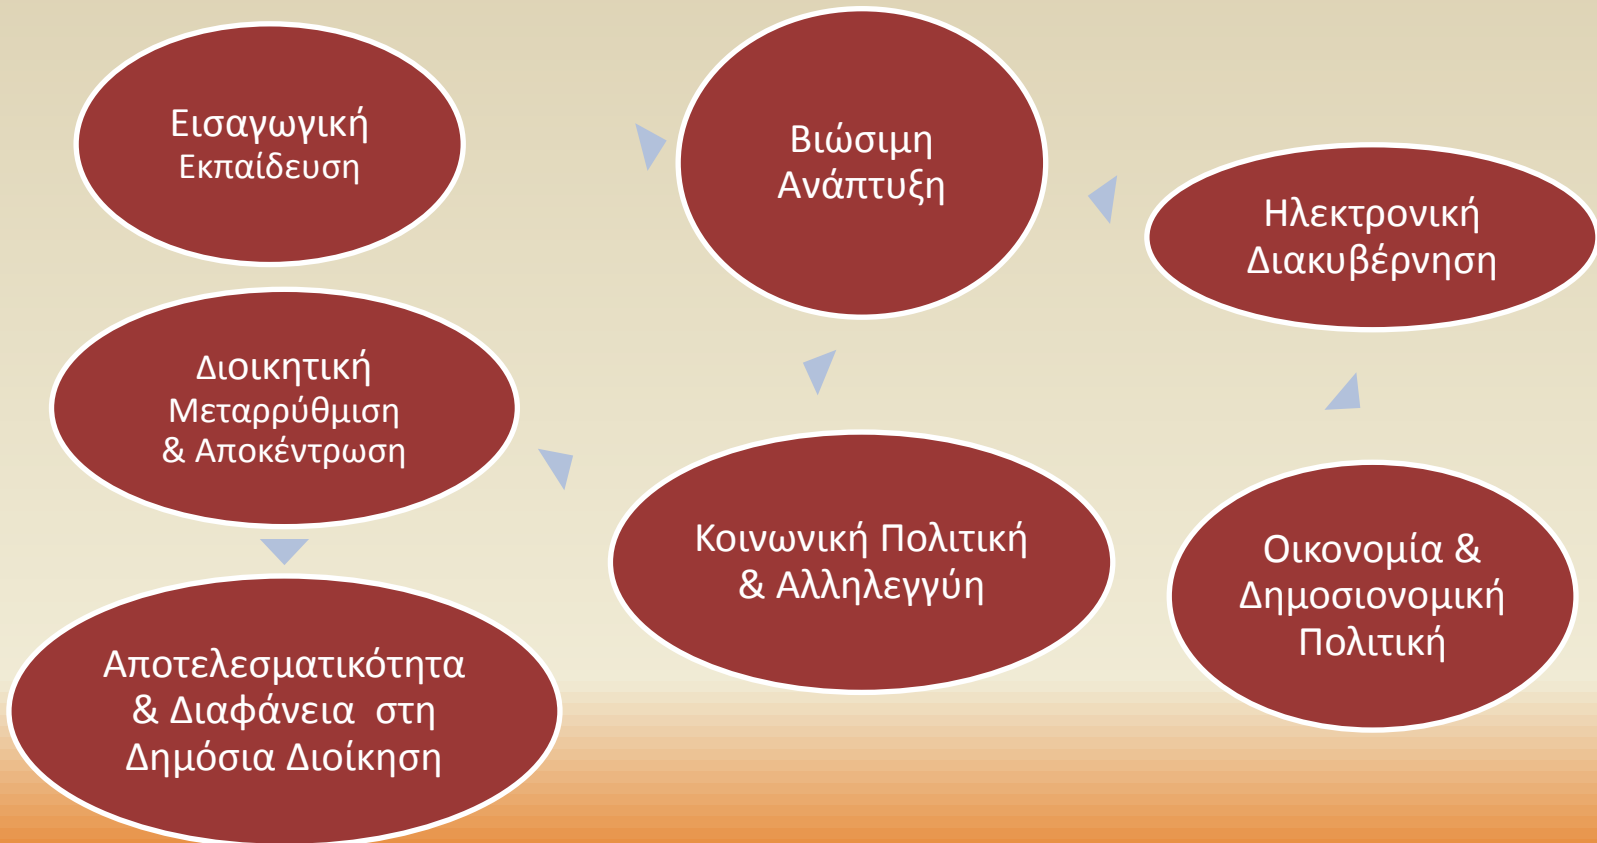 Εισαγωγική
Εκπαίδευση
Βιώσιμη
Ανάπτυξη
Ηλεκτρονική
Διακυβέρνηση
Διοικητική
Μεταρρύθμιση
& Αποκέντρωση
Κοινωνική Πολιτική
& Αλληλεγγύη
Οικονομία &
Δημοσιονομική
Πολιτική
Αποτελεσματικότητα
& Διαφάνεια στη
Δημόσια Διοίκηση